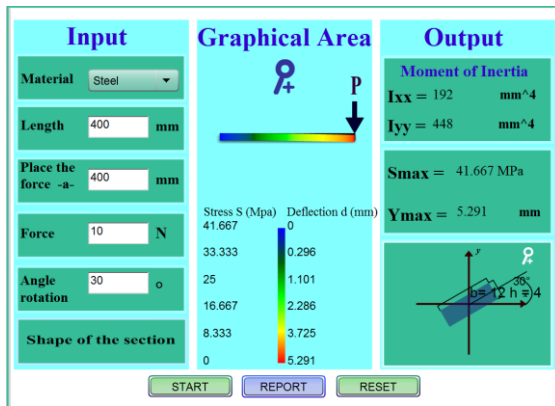 Input
Material
Steel
Length
400
mm
Place the
force -a-
400
mm
Force
10
N
Angle
rotation
30
o
Shape of the section
Graphical Area
P
Stress S (Mpa)
Deflection d (mm)
41.667
0
33.333
0.296
25
1.101
16.667
2.286
8.333
3.725
0
5.291
Output
Moment of Inertia
Ixx = 192 mm^4
Iyy = 448 mm^4
Smax = 41.667 MPa
Ymax = 5.291 mm
y
30°
b= 12 h = 4
START
REPORT
RESET